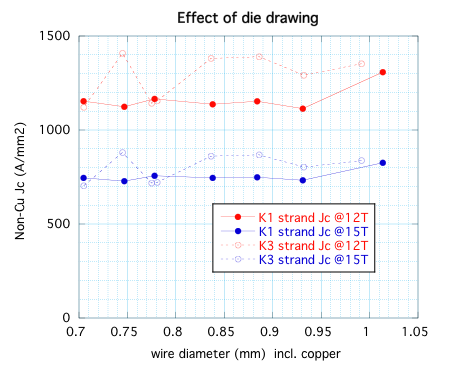 Effect of die drawing
1500
1000
500
0
Non-Cu Jc (A/mm2)
K1 strand Jc @12T
K1 strand Jc @15T
K3 strand Jc @12T
K3 strand Jc @15T
0.7 0.75 0.8 0.85 0.9 0.95 1 1.05
wire diameter (mm) incl. copper